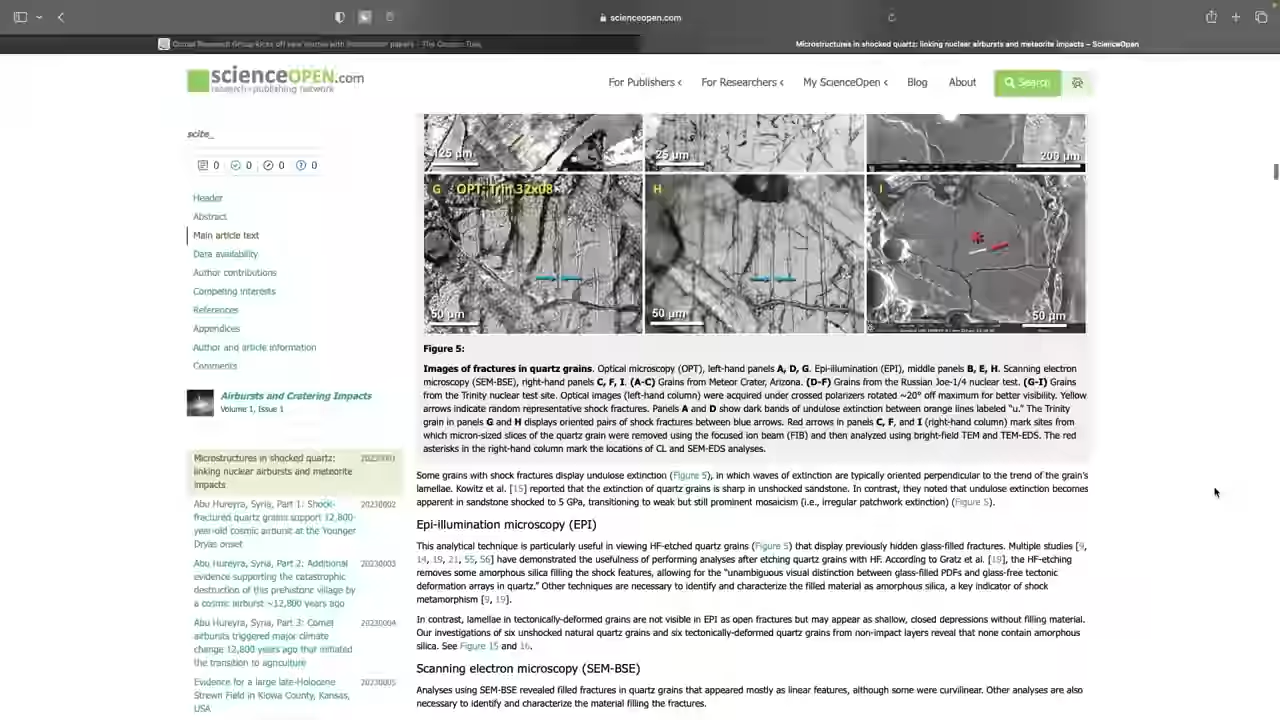 scienceopen.com
Microstructures in shocked quartz: linking nuclear airbursts and meteorite impacts – ScienceOpen
scienceOPEN.com
research+publishing network
For Publishers
For Researchers
My ScienceOpen
Blog
About
Search
scite_
0
0
0
0
Header
Abstract
Main article text
Data availability
Author contributions
Competing interests
References
Appendices
Author and article information
Comments
Airbursts and Cratering Impacts
Volume 1, Issue 1
Microstructures in shocked quartz: 20230001
linking nuclear airbursts and meteorite
impacts
Abu Hureyra, Syria, Part 1: Shock- 20230002
fractured quartz grains support 12,800-
year-old cosmic airburst at the Younger
Dryas onset
Abu Hureyra, Syria, Part 2: Additional 20230003
evidence supporting the catastrophic
destruction of this prehistoric village by
a cosmic airburst ~12,800 years ago
Abu Hureyra, Syria, Part 3: Comet 20230004
airbursts triggered major climate
change 12,800 years ago that initiated
the transition to agriculture
Evidence for a large late-Holocene 20230005
Strewn Field in Kiowa County, Kansas,
USA
125 µm
25 µm
200 µm
G OPT: Trin 32x08
H
I
50 µm
50 µm
50 µm
Figure 5:
Images of fractures in quartz grains. Optical microscopy (OPT), left-hand panels A, D, G. Epi-illumination (EPI), middle panels B, E, H. Scanning electron
microscopy (SEM-BSE), right-hand panels C, F, I. (A-C) Grains from Meteor Crater, Arizona. (D-F) Grains from the Russian Joe-1/4 nuclear test. (G-I) Grains
from the Trinity nuclear test site. Optical images (left-hand column) were acquired under crossed polarizers rotated ~20° off maximum for better visibility. Yellow
arrows indicate random representative shock fractures. Panels A and D show dark bands of undulose extinction between orange lines labeled “u.” The Trinity
grain in panels G and H displays oriented pairs of shock fractures between blue arrows. Red arrows in panels C, F, and I (right-hand column) mark sites from
which micron-sized slices of the quartz grain were removed using the focused ion beam (FIB) and then analyzed using bright-field TEM and TEM-EDS. The red
asterisks in the right-hand column mark the locations of CL and SEM-EDS analyses.
Some grains with shock fractures display undulose extinction (Figure 5), in which waves of extinction are typically oriented perpendicular to the trend of the grain’s
lamellae. Kowitz et al. [15] reported that the extinction of quartz grains is sharp in unshocked sandstone. In contrast, they noted that undulose extinction becomes
apparent in sandstone shocked to 5 GPa, transitioning to weak but still prominent mosaicism (i.e., irregular patchwork extinction) (Figure 5).
Epi-illumination microscopy (EPI)
This analytical technique is particularly useful in viewing HF-etched quartz grains (Figure 5) that display previously hidden glass-filled fractures. Multiple studies [9,
14, 19, 21, 55, 56] have demonstrated the usefulness of performing analyses after etching quartz grains with HF. According to Gratz et al. [19], the HF-etching
removes some amorphous silica filling the shock features, allowing for the “unambiguous visual distinction between glass-filled PDFs and glass-free tectonic
deformation arrays in quartz.” Other techniques are necessary to identify and characterize the filled material as amorphous silica, a key indicator of shock
metamorphism [9, 19].
In contrast, lamellae in tectonically-deformed grains are not visible in EPI as open fractures but may appear as shallow, closed depressions without filling material.
Our investigations of six unshocked natural quartz grains and six tectonically-deformed quartz grains from non-impact layers reveal that none contain amorphous
silica. See Figure 15 and 16.
Scanning electron microscopy (SEM-BSE)
Analyses using SEM-BSE revealed filled fractures in quartz grains that appeared mostly as linear features, although some were curvilinear. Other analyses are also
necessary to identify and characterize the material filling the fractures.